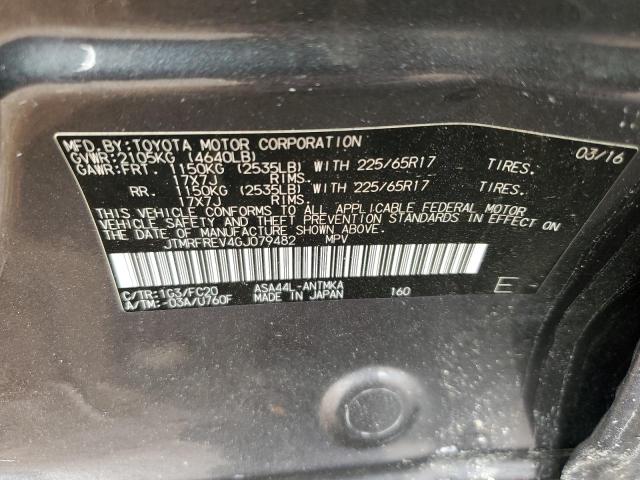 MFD.BY:TOYOTA MOTOR CORPORATION 03/16
GVWR:2105KG (4640LB)
GAWR:FRT. 1150KG (2535LB) WITH 225/65R17 TIRES.
17X7J RIMS.
RR. 1150KG (2535LB) WITH 225/65R17 TIRES.
17X7J RIMS.
THIS VEHICLE CONFORMS TO ALL APPLICABLE FEDERAL MOTOR
VEHICLE SAFETY AND THEFT PREVENTION STANDARDS IN EFFECT ON
THE DATE OF MANUFACTURE SHOWN ABOVE.
JTMRFREV4GJ079482 MPV
C/TR:1G3/FC20 ASA44L-ANTMKA 160 E-
A/TM:-03A/U760F MADE IN JAPAN